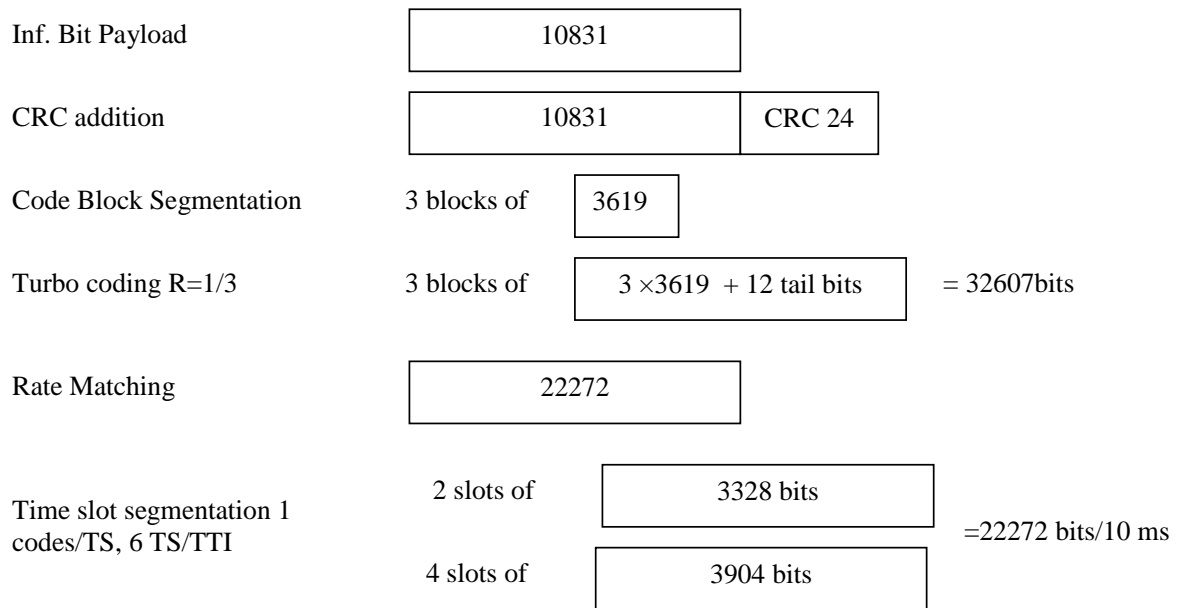 Inf. Bit Payload 10831
CRC addition 10831 CRC 24
Code Block Segmentation 3 blocks of 3619
Turbo coding R=1/3 3 blocks of 3 ×3619 + 12 tail bits = 32607bits
Rate Matching 22272
2 slots of 3328 bits
Time slot segmentation 1
codes/TS, 6 TS/TTI
=22272 bits/10 ms
4 slots of 3904 bits